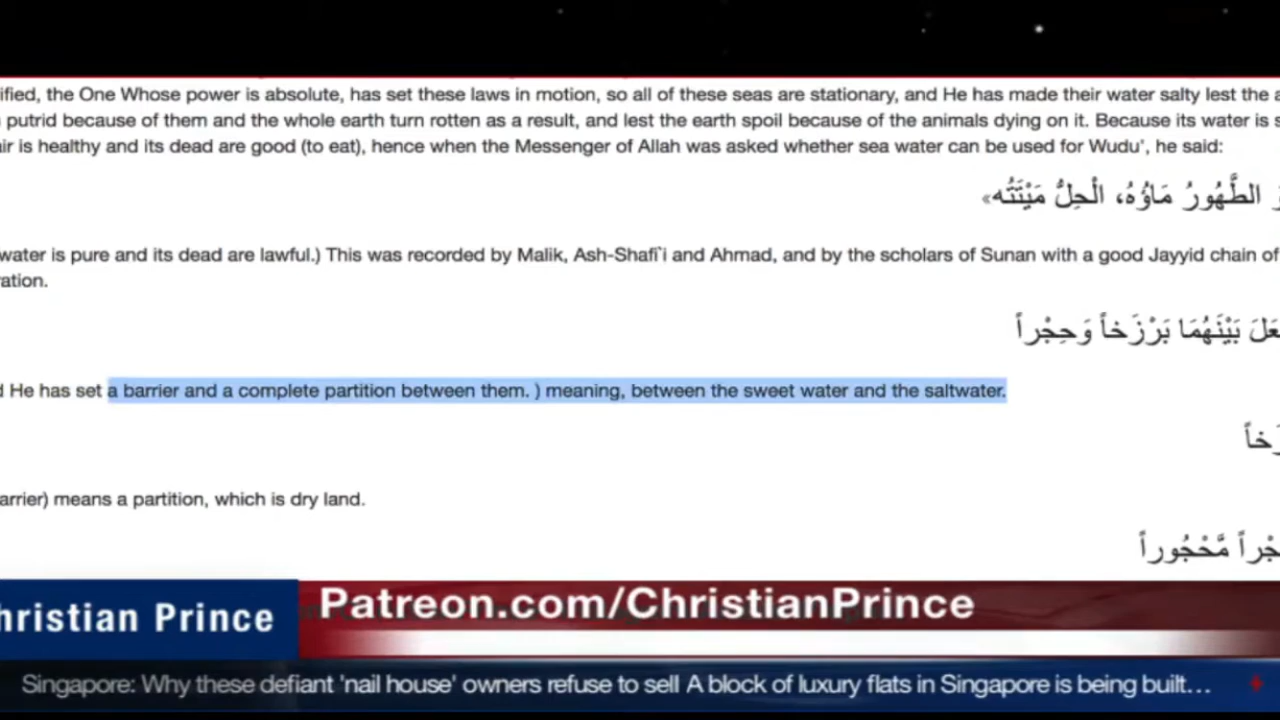 ified, the One Whose power is absolute, has set these laws in motion, so all of these seas are stationary, and He has made their water salty lest the a
putrid because of them and the whole earth turn rotten as a result, and lest the earth spoil because of the animals dying on it. Because its water is s
ir is healthy and its dead are good (to eat), hence when the Messenger of Allah was asked whether sea water can be used for Wudu', he said:
الطَّهُورُ مَاؤُهُ، الْحِلُّ مَيْتَتُه»
water is pure and its dead are lawful.) This was recorded by Malik, Ash-Shafi`i and Ahmad, and by the scholars of Sunan with a good Jayyid chain of
ation.
عَلَ بَيْنَهُمَا بَرْزَخاً وَحِجْراً
He has set a barrier and a complete partition between them. ) meaning, between the sweet water and the saltwater.
زَخاً
arrier) means a partition, which is dry land.
جْراً مَّحْجُوراً
hristian Prince
Patreon.com/ChristianPrince
Singapore: Why these defiant 'nail house' owners refuse to sell A block of luxury flats in Singapore is being built...